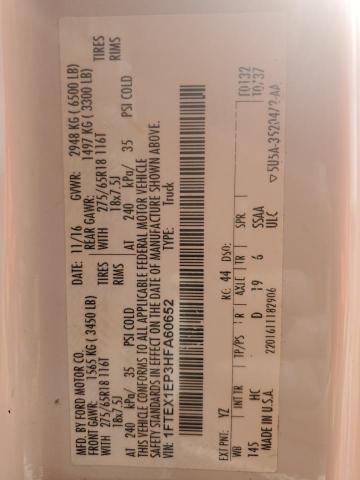 MFD. BY FORD MOTOR CO.
DATE: 11/16 GVWR: 2948 KG ( 6500 LB)
FRONT GAWR: 1565 KG (3450 LB) REAR GAWR: 1497 KG ( 3300 LB)
WITH 275/65R18 116T TIRES WITH 275/65R18 116T TIRES
18x7.5J RIMS 18x7.5J RIMS
AT 240 kPa/ 35 PSI COLD AT 240 kPa/ 35 PSI COLD
THIS VEHICLE CONFORMS TO ALL APPLICABLE FEDERAL MOTOR VEHICLE
SAFETY STANDARDS IN EFFECT ON THE DATE OF MANUFACTURE SHOWN ABOVE.
VIN: 1FTEX1EP3HFA60652 TYPE: Truck
EXT PNT: YZ RC: 44 DSO: F0132
T0737
WB INT TR TP/PS R AXLE TR SPR
145 HC D 19 6 SSAA
MADE IN U.S.A. 2201611182906 ULC
▽5U5A-3520472-AA